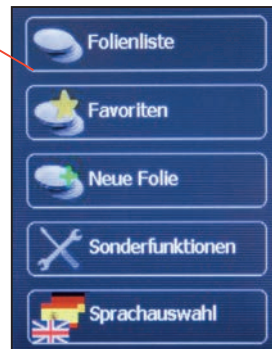 Folienliste
Favoriten
Neue Folie
Sonderfunktionen
Sprachauswahl